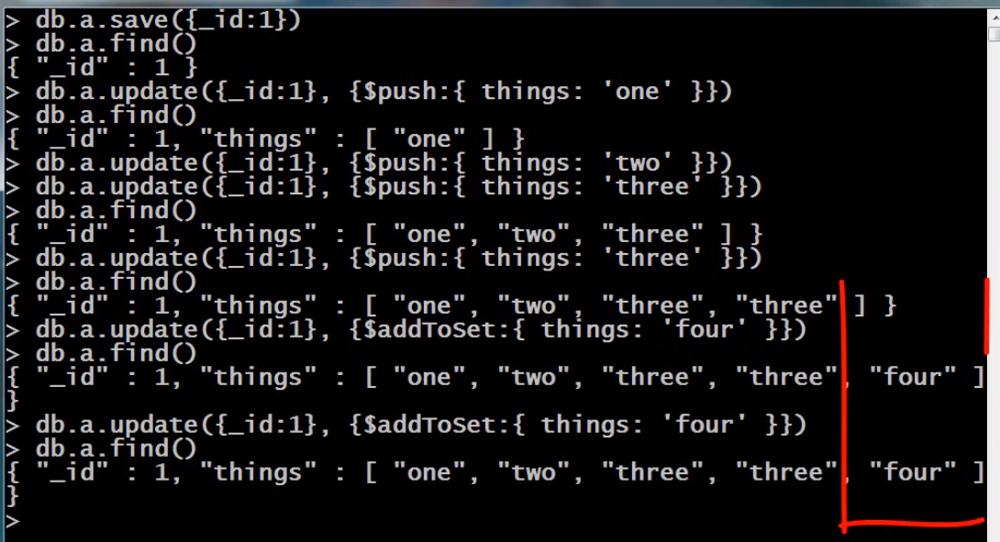 > db.a.save({_id:1})
> db.a.find()
{ "_id" : 1 }
> db.a.update({_id:1}, {$push:{ things: 'one' }})
> db.a.find()
{ "_id" : 1, "things" : [ "one" ] }
> db.a.update({_id:1}, {$push:{ things: 'two' }})
> db.a.update({_id:1}, {$push:{ things: 'three' }})
> db.a.find()
{ "_id" : 1, "things" : [ "one", "two", "three" ] }
> db.a.update({_id:1}, {$push:{ things: 'three' }})
> db.a.find()
{ "_id" : 1, "things" : [ "one", "two", "three", "three" ] }
> db.a.update({_id:1}, {$addToSet:{ things: 'four' }})
> db.a.find()
{ "_id" : 1, "things" : [ "one", "two", "three", "three", "four" ]
}
> db.a.update({_id:1}, {$addToSet:{ things: 'four' }})
> db.a.find()
{ "_id" : 1, "things" : [ "one", "two", "three", "three", "four" ]
}
>